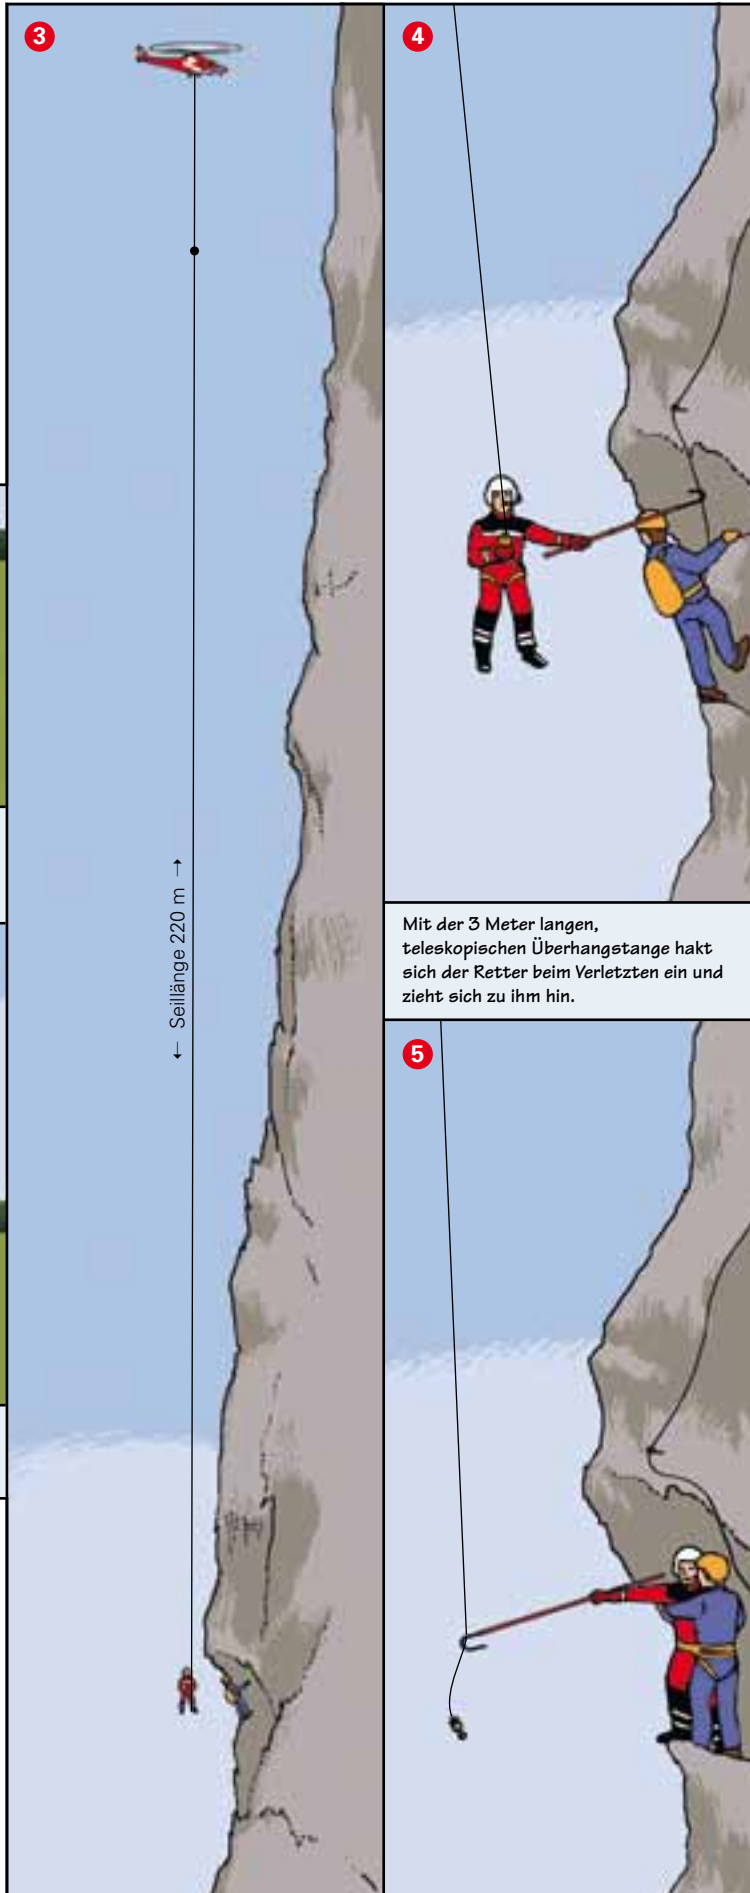 3
← Seillänge 220 m →
4
Mit der 3 Meter langen,
teleskopischen Überhangstange hakt
sich der Retter beim Verletzten ein und
zieht sich zu ihm hin.
5